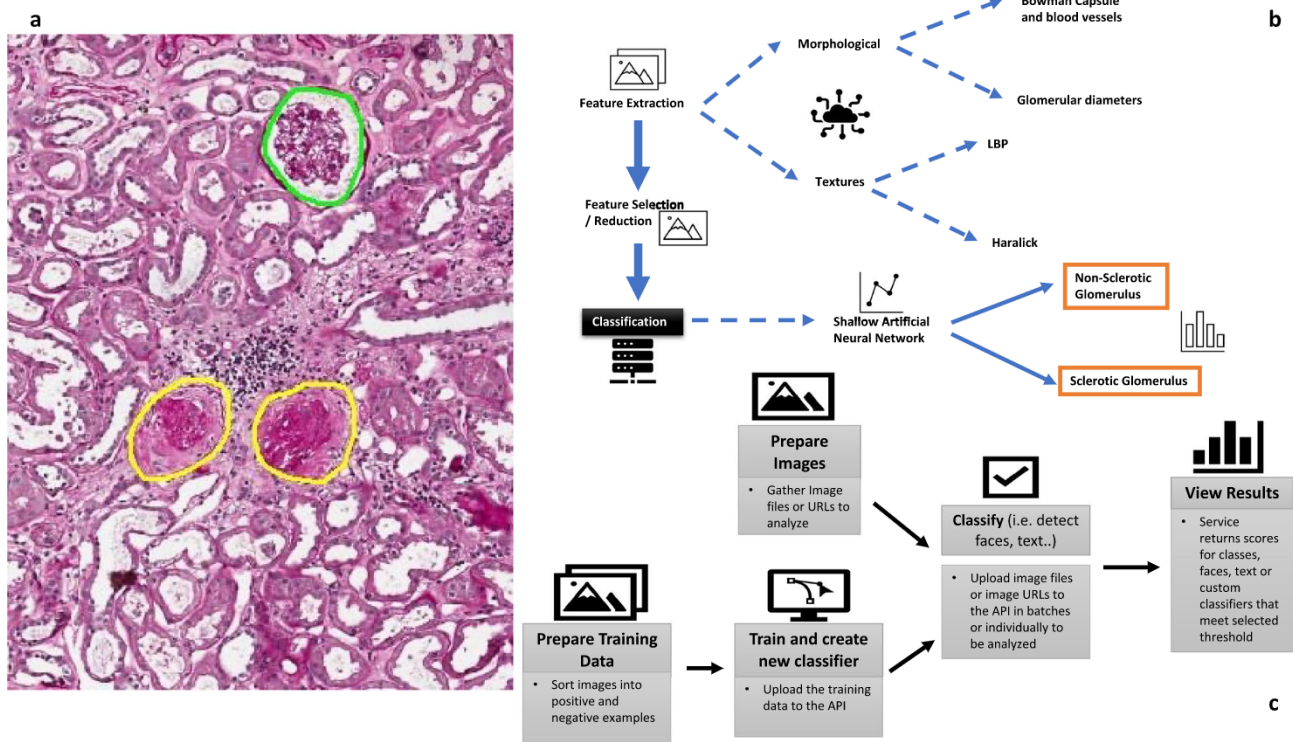 a
b
Bowman Capsule
and blood vessels
Morphological
Feature Extraction
Glomerular diameters
LBP
Textures
Feature Selection
/ Reduction
Haralick
Non-Sclerotic
Glomerulus
Classification
Shallow Artificial
Neural Network
Sclerotic Glomerulus
Prepare
Images
• Gather Image
files or URLs to
analyze
Classify (i.e. detect
faces, text..)
• Upload image files
or image URLs to
the API in batches
or individually to
be analyzed
View Results
• Service
returns scores
for classes,
faces, text or
custom
classifiers that
meet selected
threshold
Prepare Training
Data
• Sort images into
positive and
negative examples
Train and create
new classifier
• Upload the training
data to the API
c